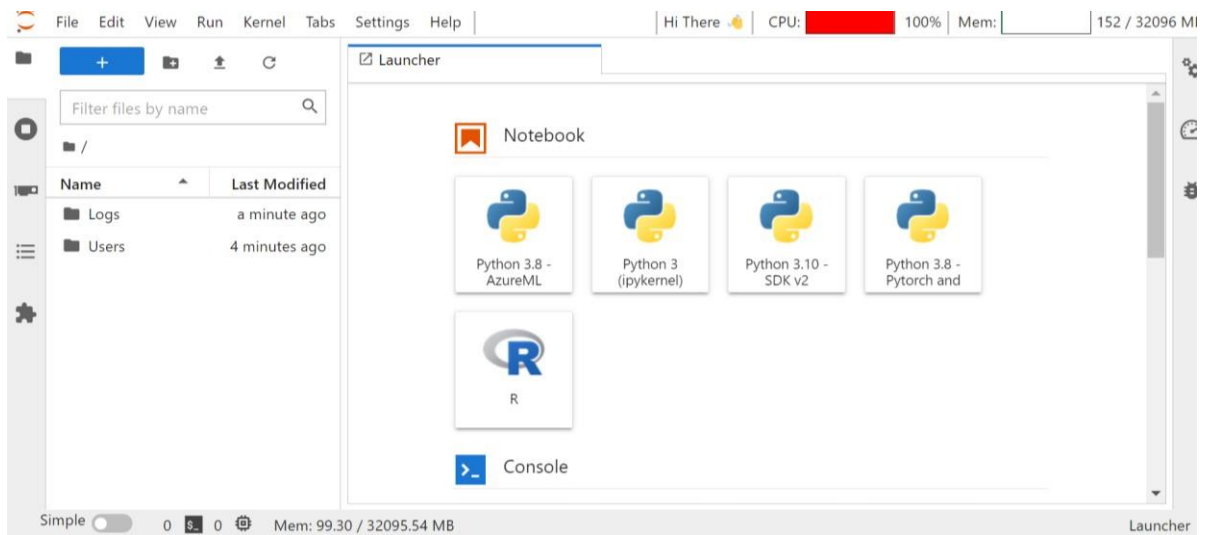 File Edit View Run Kernel Tabs Settings Help Hi There 👋 CPU: 100% Mem: 152 / 32096
+ Launcher
Filter files by name
/
Name Last Modified
Logs a minute ago
Users 4 minutes ago
Notebook
Python 3.8 -
AzureML
Python 3
(ipykernel)
Python 3.10 -
SDK v2
Python 3.8 -
Pytorch and
R
R
>_ Console
Simple 0 $_ 0 Mem: 99.30 / 32095.54 MB Launcher